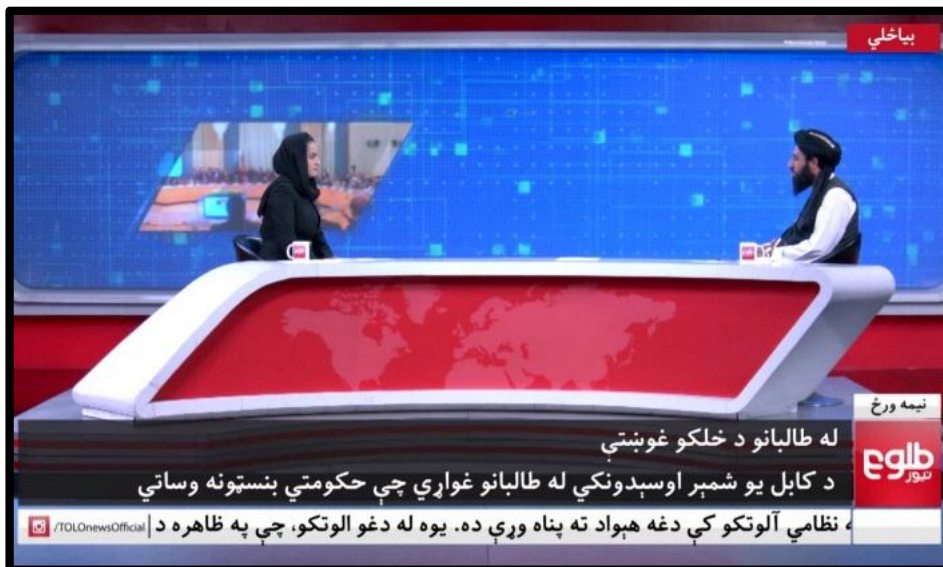 بیاځلي
نیمه ورځ
له طالبانو د خلکو غوښتې
د کابل یو شمېر اوسېدونکي له طالبانو غواړي چې حکومتي بنسټونه وساتي
طلوع
نیوز
نظامي آلوتکو کې دغه هېواد ته پناه وړې ده. یوه له دغو الوتکو، چې په ظاهره د
/TOLOnewsOfficial